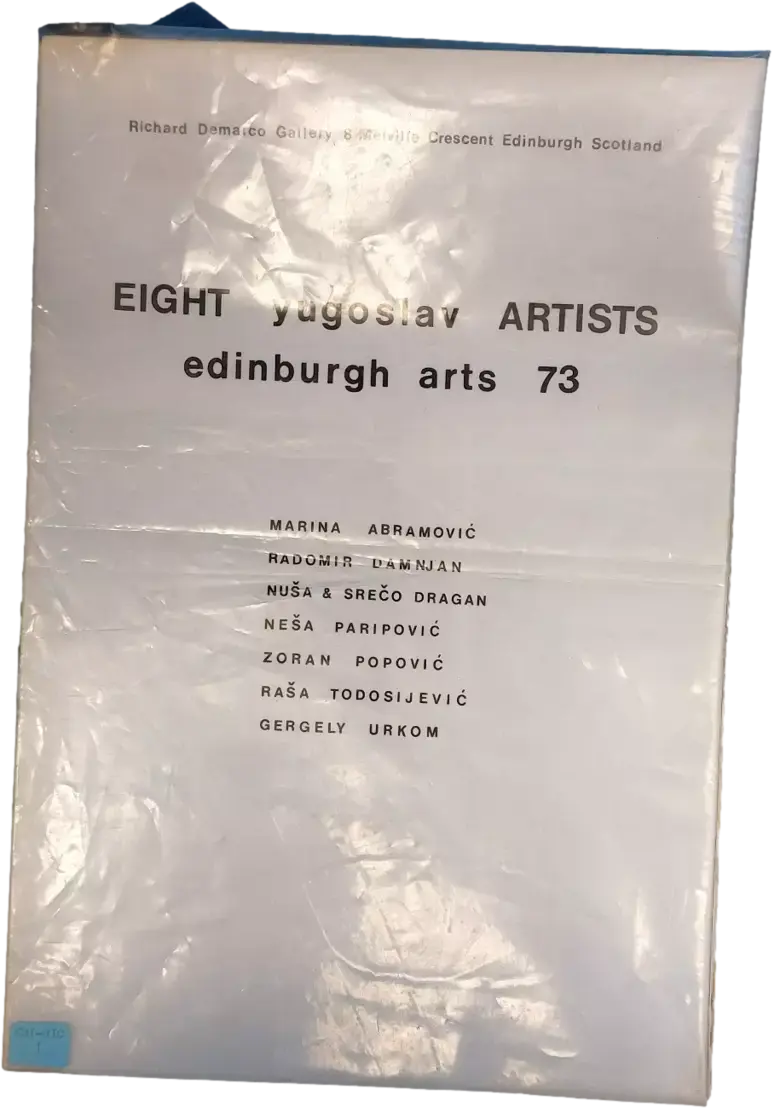 Richard Demarco Gallery 8 Melville Crescent Edinburgh Scotland
EIGHT yugoslav ARTISTS
edinburgh arts 73
MARINA ABRAMOVIĆ
RADOMIR DAMNJAN
NUŠA & SREČO DRAGAN
NEŠA PARIPOVIĆ
ZORAN POPOVIĆ
RAŠA TODOSIJEVIĆ
GERGELY URKOM